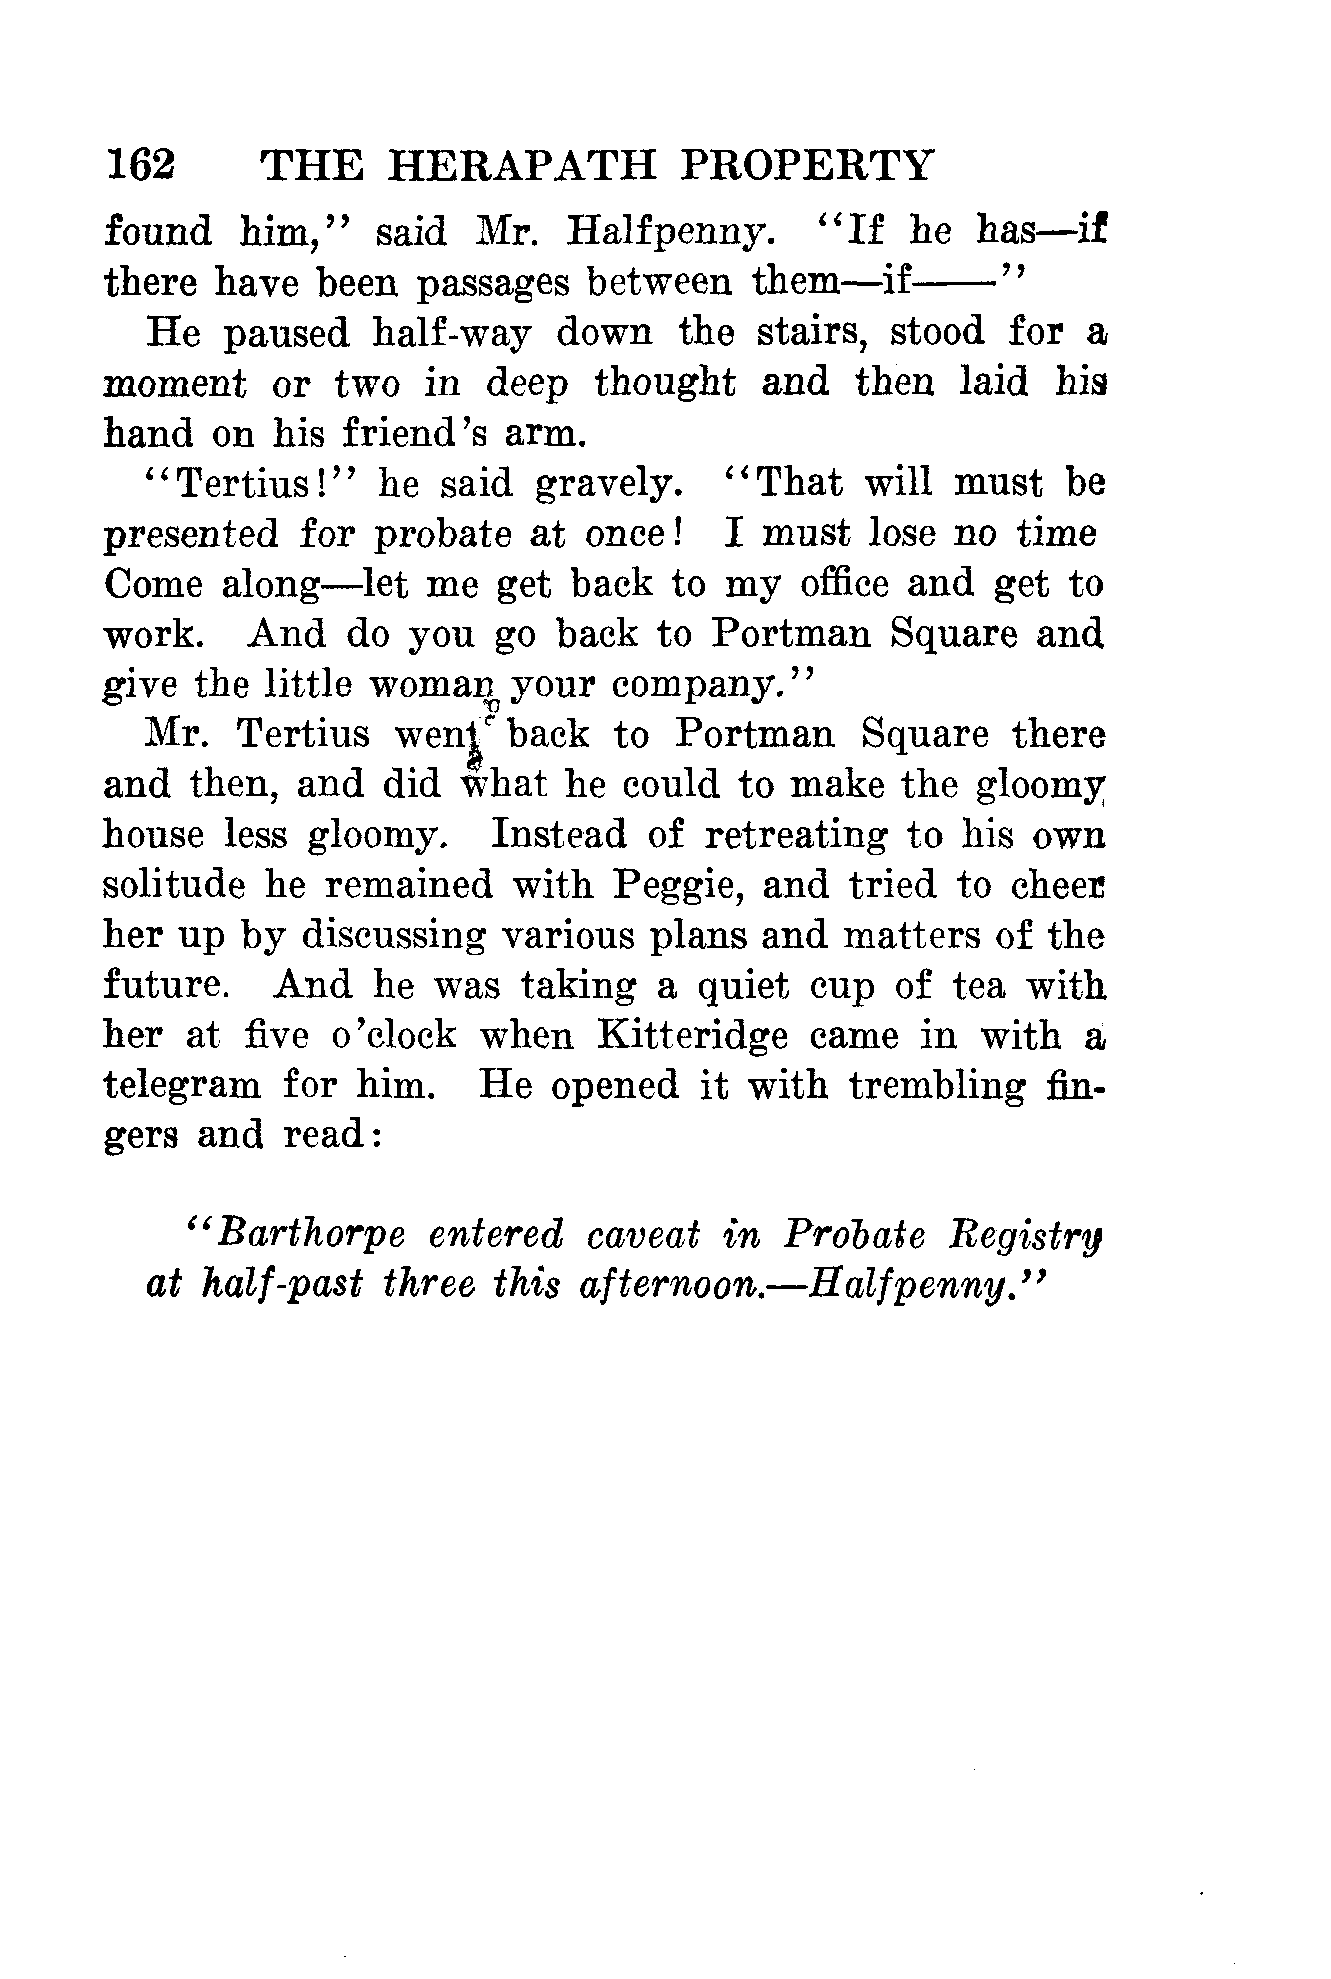 162 THE HERAPATH PROPERTY
found him," said Mr. Halfpenny. "If he has—if
there have been passages between them—if——"
He paused half-way down the stairs, stood for a
moment or two in deep thought and then laid his
hand on his friend's arm.
"Tertius!" he said gravely. "That will must be
presented for probate at once! I must lose no time
Come along—let me get back to my office and get to
work. And do you go back to Portman Square and
give the little woman your company."
Mr. Tertius went back to Portman Square there
and then, and did what he could to make the gloomy
house less gloomy. Instead of retreating to his own
solitude he remained with Peggie, and tried to cheer
her up by discussing various plans and matters of the
future. And he was taking a quiet cup of tea with
her at five o'clock when Kitteridge came in with a
telegram for him. He opened it with trembling fin-
gers and read:
"Barthorpe entered caveat in Probate Registry
at half-past three this afternoon.—Halfpenny."